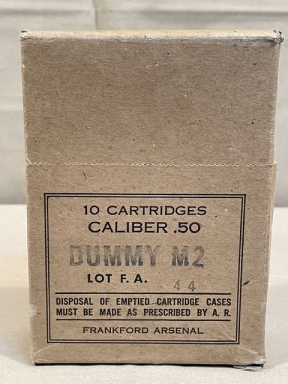 10 CARTRIDGES
CALIBER .50
DUMMY M2
LOT F. A. 44
DISPOSAL OF EMPTIED CARTRIDGE CASES
MUST BE MADE AS PRESCRIBED BY A. R.
FRANKFORD ARSENAL